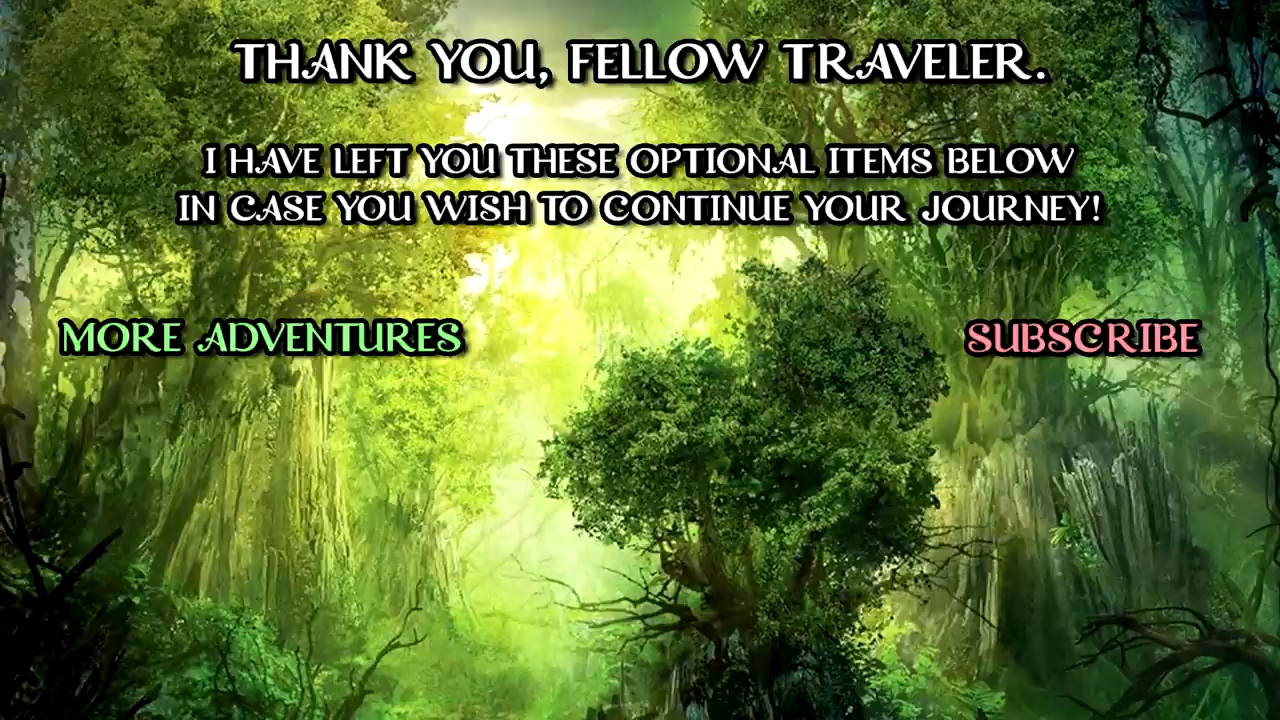 THANK YOU, FELLOW TRAVELER.
I HAVE LEFT YOU THESE OPTIONAL ITEMS BELOW
IN CASE YOU WISH TO CONTINUE YOUR JOURNEY!
MORE ADVENTURES
SUBSCRIBE